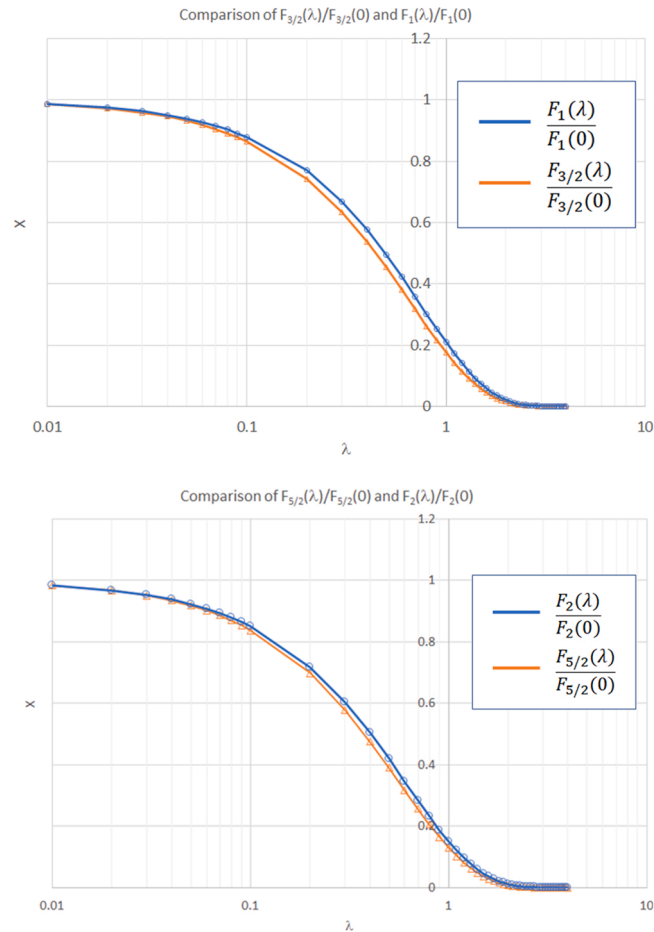 Comparison of F3/2(λ)/F3/2(0) and F1(λ)/F1(0)
1.2
1
0.8
0.6
0.4
0.2
0
X
0.01
0.1
1
10
λ
F1(λ)
F1(0)
F3/2(λ)
F3/2(0)
Comparison of F5/2(λ)/F5/2(0) and F2(λ)/F2(0)
1.2
1
0.8
0.6
0.4
0.2
0
X
0.01
0.1
1
10
λ
F2(λ)
F2(0)
F5/2(λ)
F5/2(0)